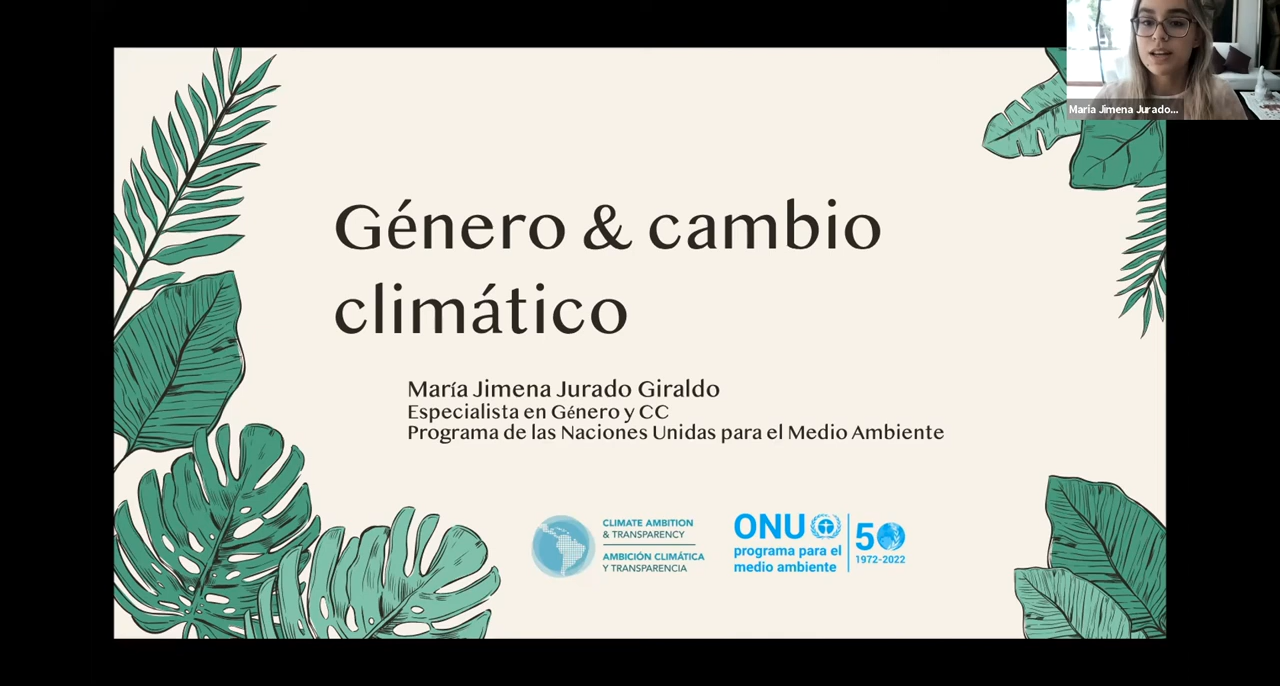 María Jimena Jurado...
Género & cambio
climático
María Jimena Jurado Giraldo
Especialista en Género y CC
Programa de las Naciones Unidas para el Medio Ambiente
CLIMATE AMBITION
& TRANSPARENCY
AMBICIÓN CLIMÁTICA
Y TRANSPARENCIA
ONU
programa para el
medio ambiente
50
1972-2022